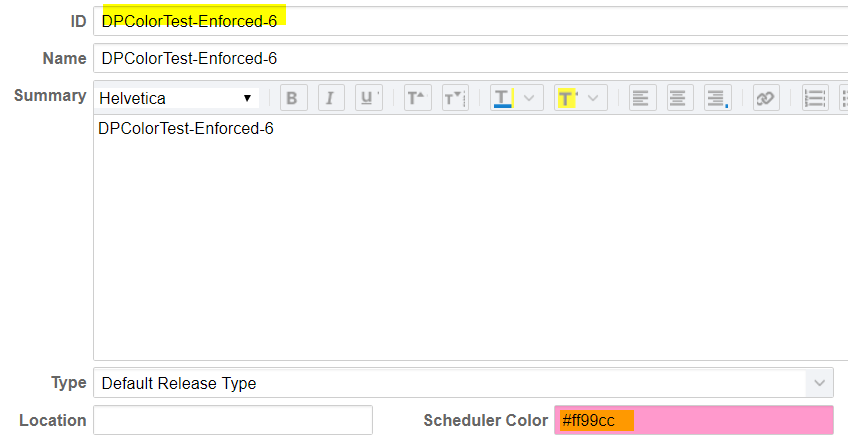 ID DPColorTest-Enforced-6
Name DPColorTest-Enforced-6
Summary Helvetica B I U T T T T
DPColorTest-Enforced-6
Type Default Release Type
Location Scheduler Color #ff99cc